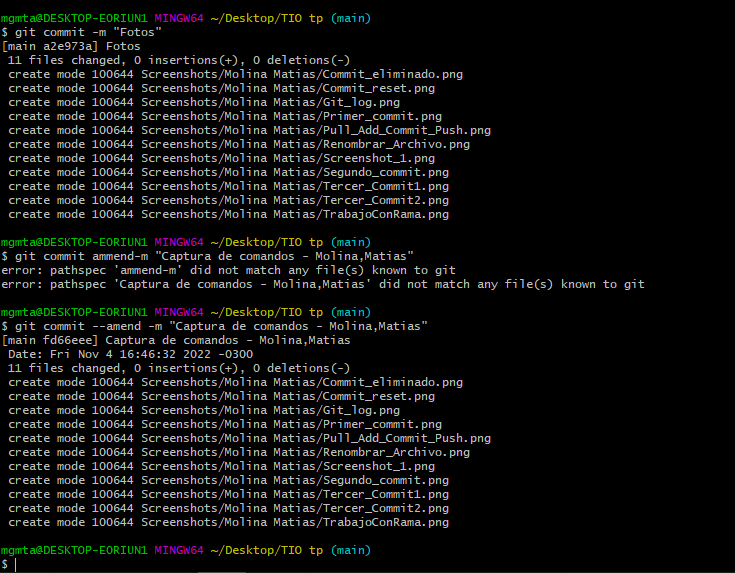 mgmta@DESKTOP-EORIUN1 MINGW64 ~/Desktop/TIO tp (main)
$ git commit -m "Fotos"
[main a2e973a] Fotos
 11 files changed, 0 insertions(+), 0 deletions(-)
 create mode 100644 Screenshots/Molina Matias/Commit_eliminado.png
 create mode 100644 Screenshots/Molina Matias/Commit_reset.png
 create mode 100644 Screenshots/Molina Matias/Git_log.png
 create mode 100644 Screenshots/Molina Matias/Primer_commit.png
 create mode 100644 Screenshots/Molina Matias/Pull_Add_Commit_Push.png
 create mode 100644 Screenshots/Molina Matias/Renombrar_Archivo.png
 create mode 100644 Screenshots/Molina Matias/Screenshot_1.png
 create mode 100644 Screenshots/Molina Matias/Segundo_commit.png
 create mode 100644 Screenshots/Molina Matias/Tercer_Commit1.png
 create mode 100644 Screenshots/Molina Matias/Tercer_Commit2.png
 create mode 100644 Screenshots/Molina Matias/TrabajoConRama.png
mgmta@DESKTOP-EORIUN1 MINGW64 ~/Desktop/TIO tp (main)
$ git commit ammend-m "Captura de comandos - Molina,Matias"
error: pathspec 'ammend-m' did not match any file(s) known to git
error: pathspec 'Captura de comandos - Molina,Matias' did not match any file(s) known to git
mgmta@DESKTOP-EORIUN1 MINGW64 ~/Desktop/TIO tp (main)
$ git commit --amend -m "Captura de comandos - Molina,Matias"
[main fd66eee] Captura de comandos - Molina,Matias
 Date: Fri Nov 4 16:46:32 2022 -0300
 11 files changed, 0 insertions(+), 0 deletions(-)
 create mode 100644 Screenshots/Molina Matias/Commit_eliminado.png
 create mode 100644 Screenshots/Molina Matias/Commit_reset.png
 create mode 100644 Screenshots/Molina Matias/Git_log.png
 create mode 100644 Screenshots/Molina Matias/Primer_commit.png
 create mode 100644 Screenshots/Molina Matias/Pull_Add_Commit_Push.png
 create mode 100644 Screenshots/Molina Matias/Renombrar_Archivo.png
 create mode 100644 Screenshots/Molina Matias/Screenshot_1.png
 create mode 100644 Screenshots/Molina Matias/Segundo_commit.png
 create mode 100644 Screenshots/Molina Matias/Tercer_Commit1.png
 create mode 100644 Screenshots/Molina Matias/Tercer_Commit2.png
 create mode 100644 Screenshots/Molina Matias/TrabajoConRama.png
mgmta@DESKTOP-EORIUN1 MINGW64 ~/Desktop/TIO tp (main)
$